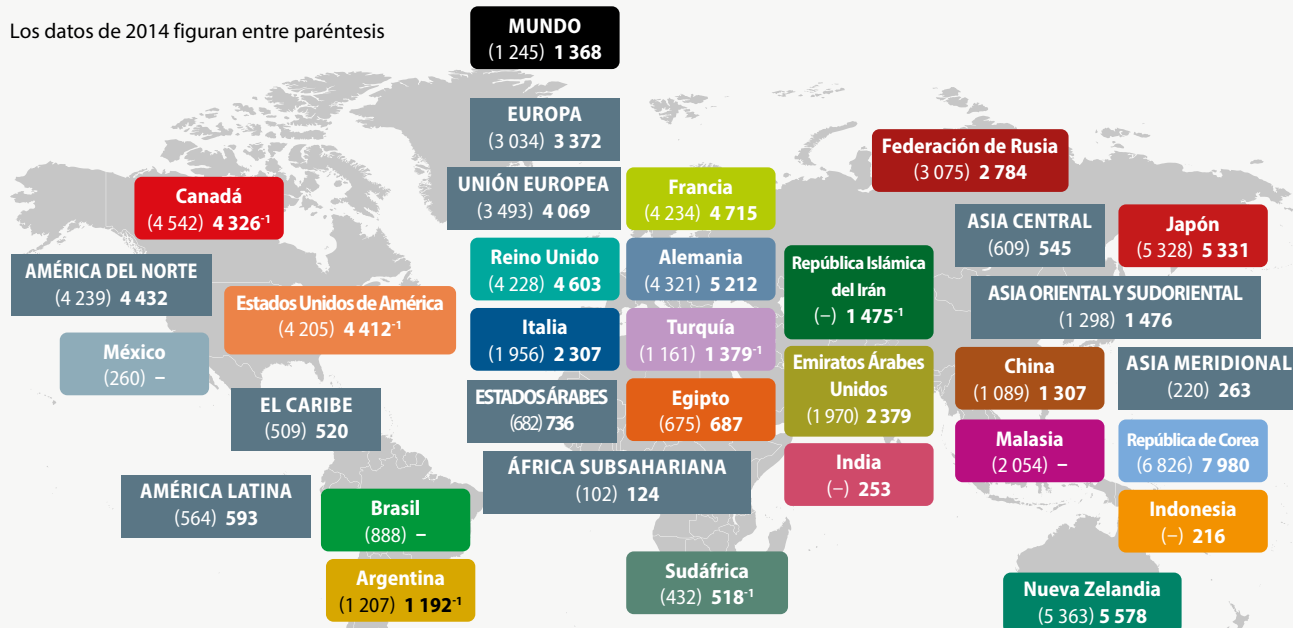 Los datos de 2014 figuran entre paréntesis
MUNDO
(1 245) 1 368
EUROPA
(3 034) 3 372
Federación de Rusia
(3 075) 2 784
Canadá
(4 542) 4 326⁻¹
UNIÓN EUROPEA
(3 493) 4 069
Francia
(4 234) 4 715
ASIA CENTRAL
(609) 545
Japón
(5 328) 5 331
AMÉRICA DEL NORTE
(4 239) 4 432
Reino Unido
(4 228) 4 603
Alemania
(4 321) 5 212
República Islámica
del Irán
(–) 1 475⁻¹
Estados Unidos de América
(4 205) 4 412⁻¹
ASIA ORIENTAL Y SUDORIENTAL
(1 298) 1 476
Italia
(1 956) 2 307
Turquía
(1 161) 1 379⁻¹
México
(260) –
Emiratos Árabes
Unidos
(1 970) 2 379
China
(1 089) 1 307
ASIA MERIDIONAL
(220) 263
EL CARIBE
(509) 520
ESTADOS ÁRABES
(682) 736
Egipto
(675) 687
Malasia
(2 054) –
República de Corea
(6 826) 7 980
ÁFRICA SUBSAHARIANA
(102) 124
India
(–) 253
AMÉRICA LATINA
(564) 593
Brasil
(888) –
Indonesia
(–) 216
Argentina
(1 207) 1 192⁻¹
Sudáfrica
(432) 518⁻¹
Nueva Zelandia
(5 363) 5 578